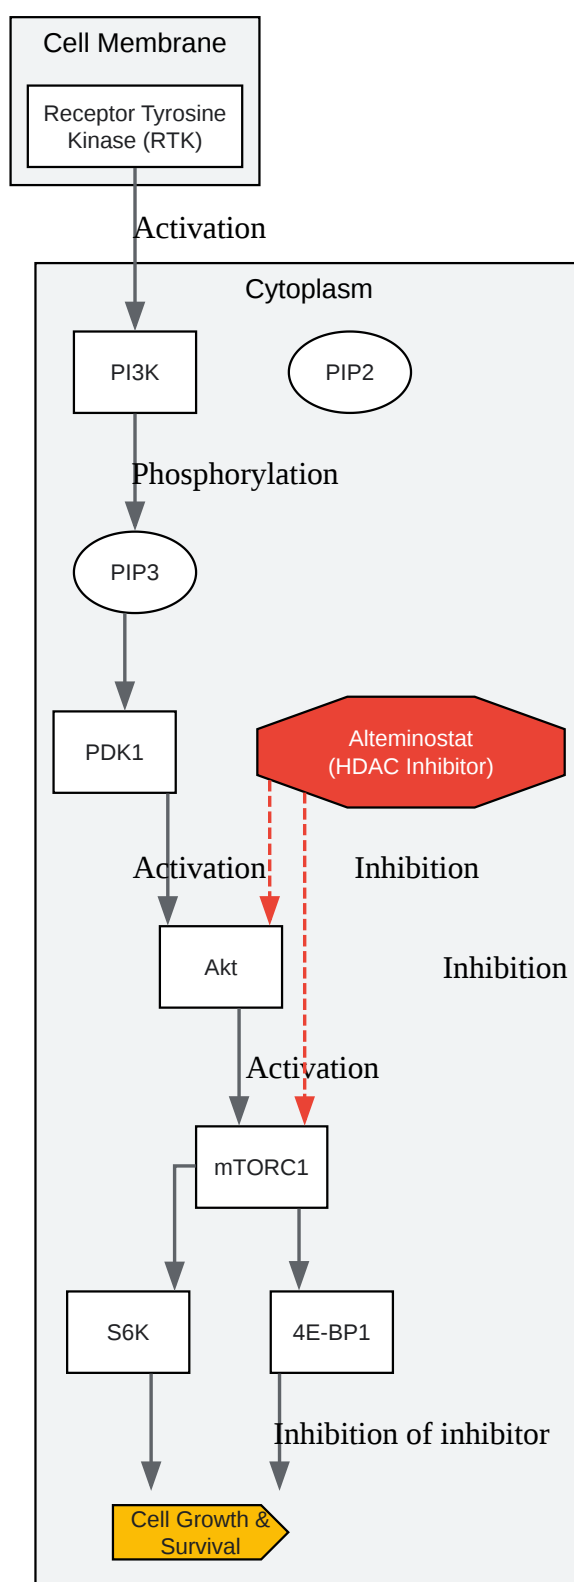 Cell Membrane
Receptor Tyrosine
Kinase (RTK)
Activation
Cytoplasm
PI3K
PIP2
Phosphorylation
PIP3
PDK1
Alteminostat
(HDAC Inhibitor)
Activation
Inhibition
Akt
Inhibition
Activation
mTORC1
S6K
4E-BP1
Inhibition of inhibitor
Cell Growth &
Survival